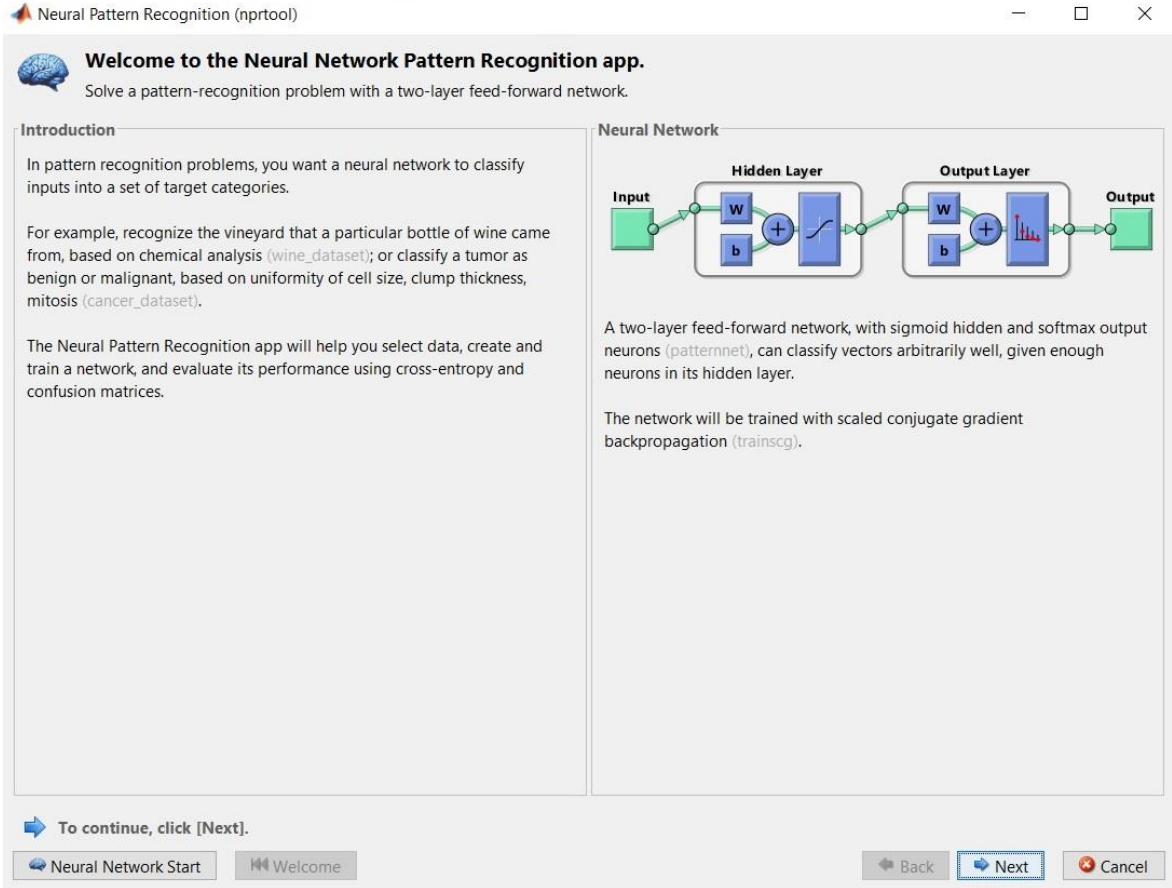 Neural Pattern Recognition (nprtool)
Welcome to the Neural Network Pattern Recognition app.
Solve a pattern-recognition problem with a two-layer feed-forward network.
Introduction
In pattern recognition problems, you want a neural network to classify
inputs into a set of target categories.
For example, recognize the vineyard that a particular bottle of wine came
from, based on chemical analysis (wine_dataset); or classify a tumor as
benign or malignant, based on uniformity of cell size, clump thickness,
mitosis (cancer_dataset).
The Neural Pattern Recognition app will help you select data, create and
train a network, and evaluate its performance using cross-entropy and
confusion matrices.
Neural Network
Hidden Layer
Output Layer
Input
Output
W
W
b
b
A two-layer feed-forward network, with sigmoid hidden and softmax output
neurons (patternnet), can classify vectors arbitrarily well, given enough
neurons in its hidden layer.
The network will be trained with scaled conjugate gradient
backpropagation (trainscg).
To continue, click [Next].
Neural Network Start
Welcome
Back
Next
Cancel